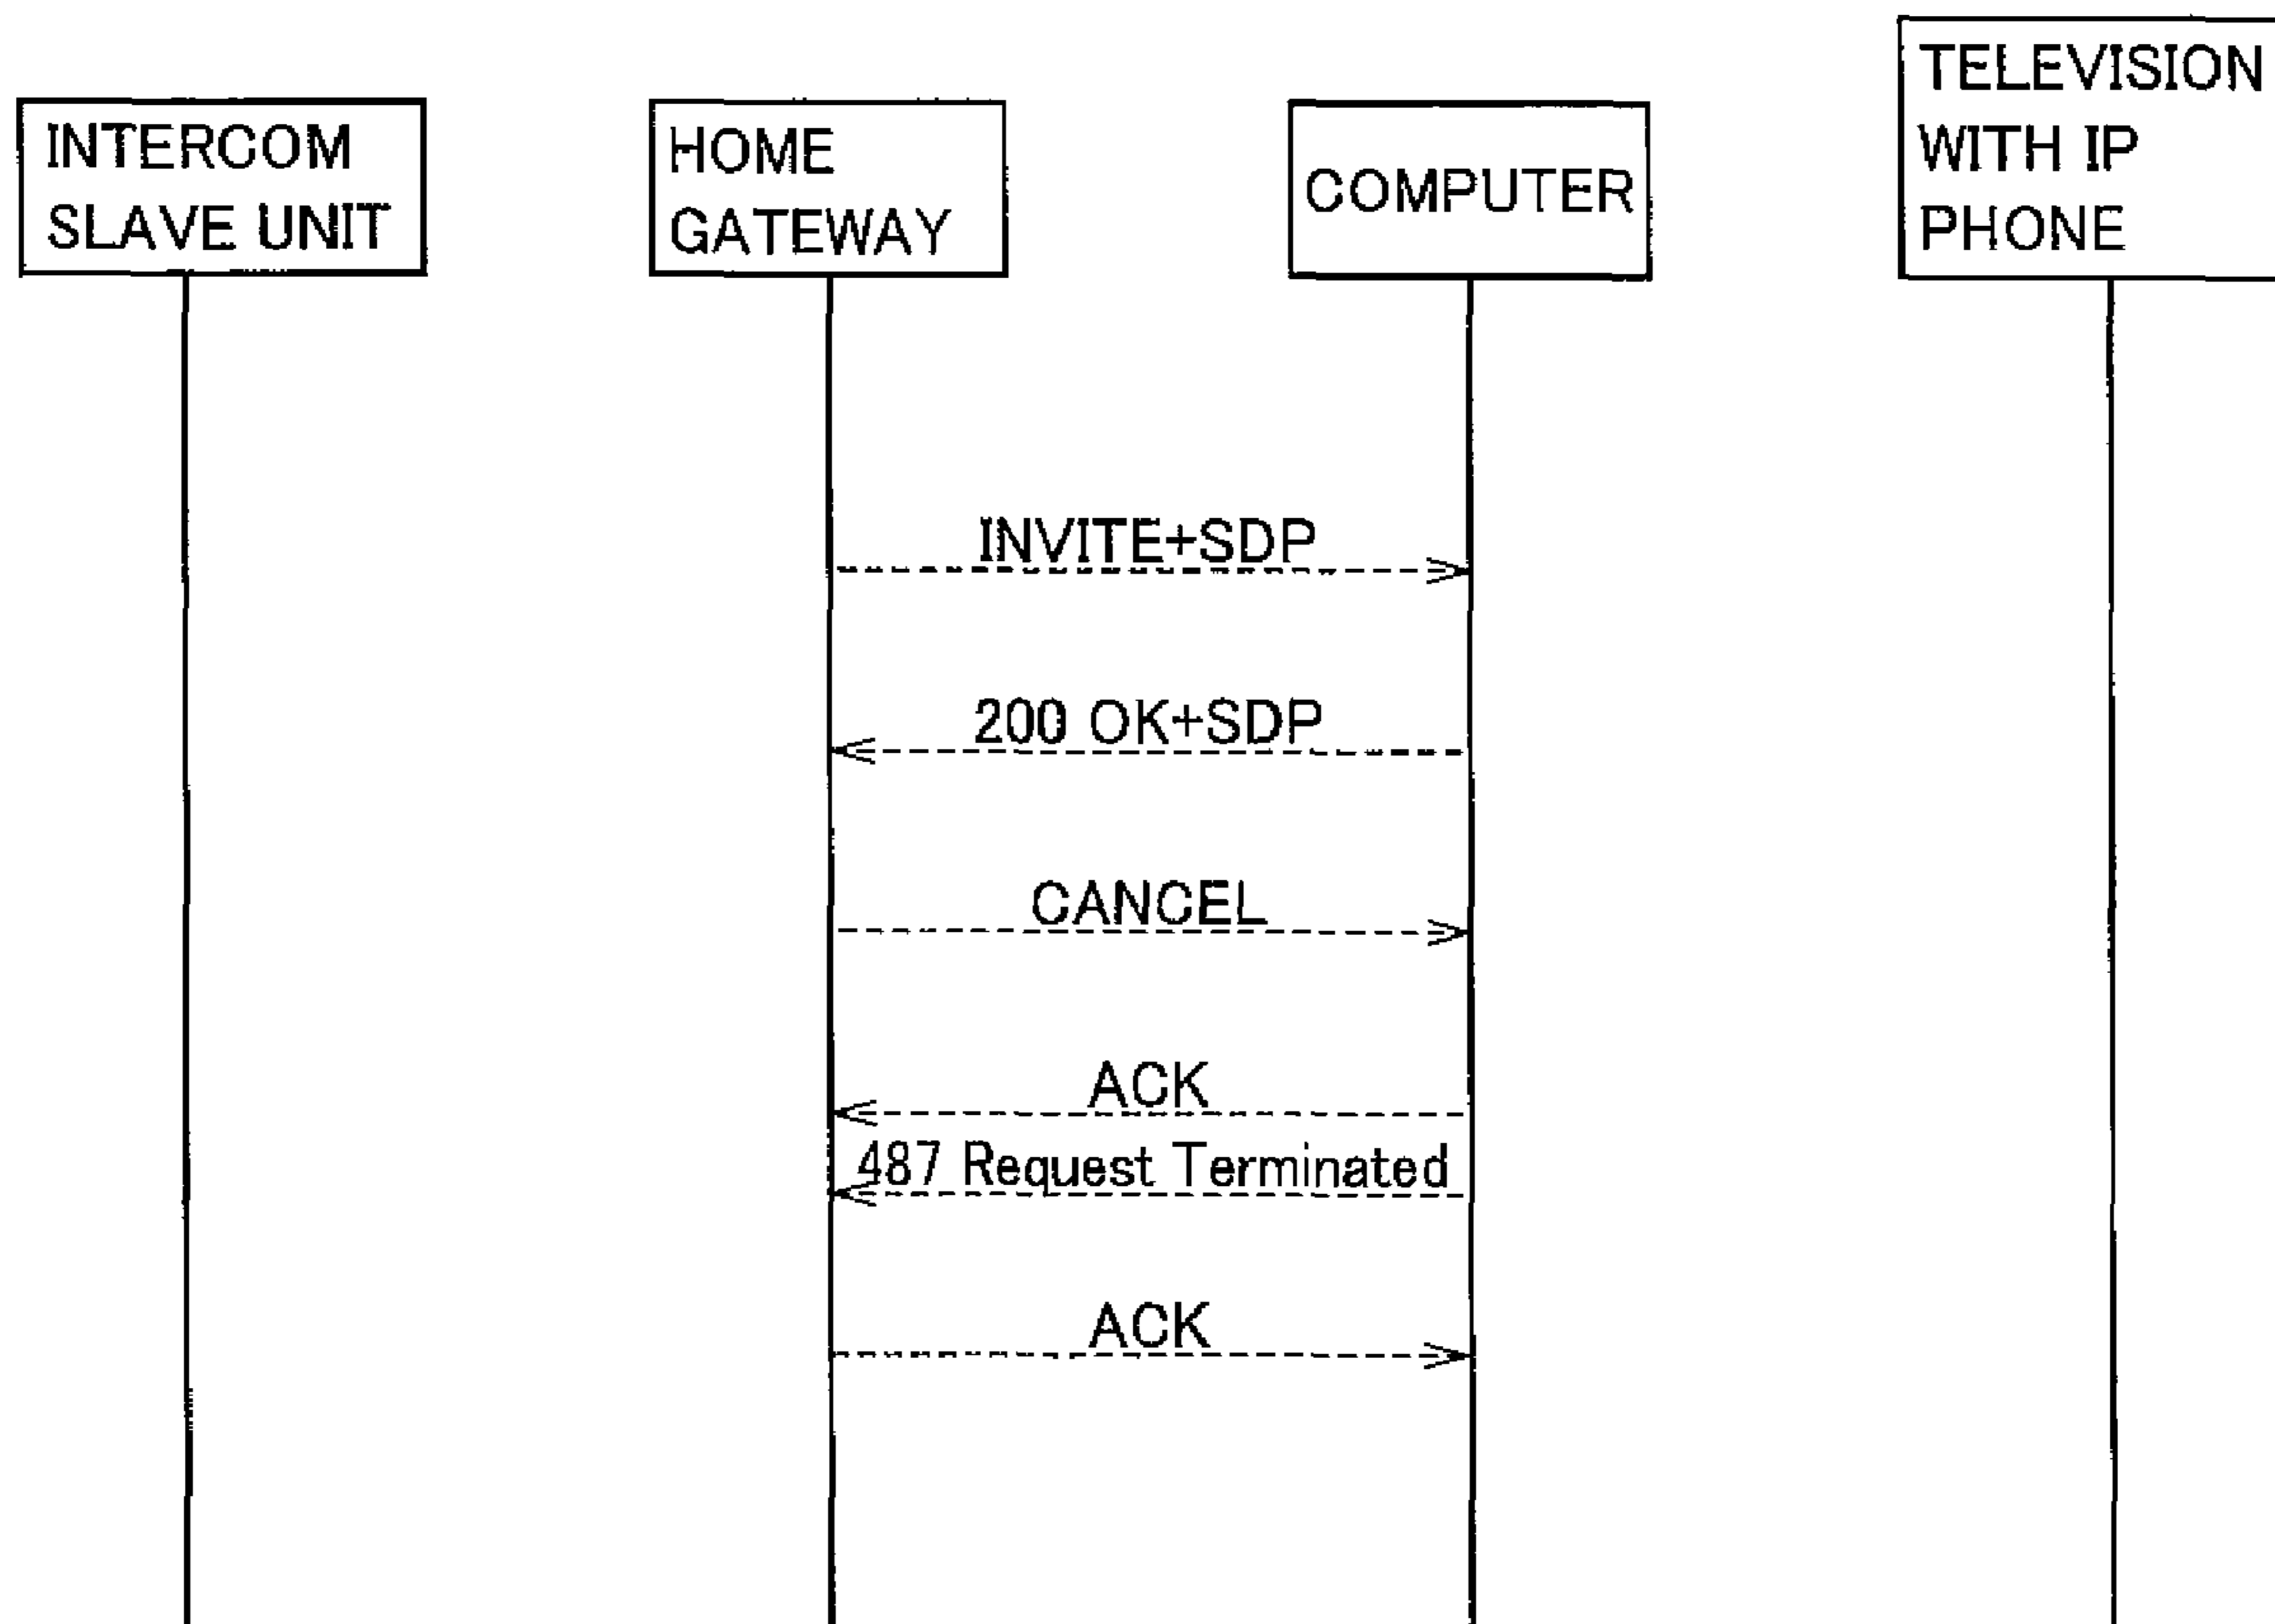 INTERCOM
SLAVE UNIT
HOME
GATEWAY
COMPUTER
TELEVISION
WITH IP
PHONE
INVITE+SDP
200 OK+SDP
CANCEL
ACK
487 Request Terminated
ACK